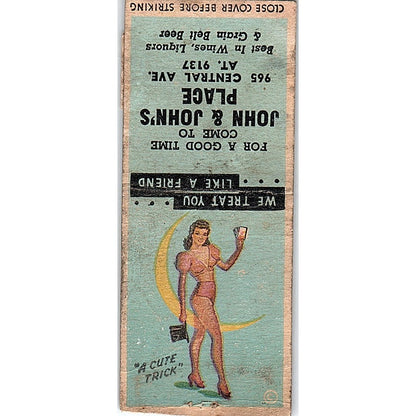 CLOSE COVER BEFORE STRIKING
FOR A GOOD TIME
COME TO
JOHN & JOHN'S
PLACE
965 CENTRAL AVE.
AT. 9137
Best In Wines, Liquors
& Grain Belt Beer
WE TREAT YOU
LIKE A FRIEND
"A CUTE
TRICK"